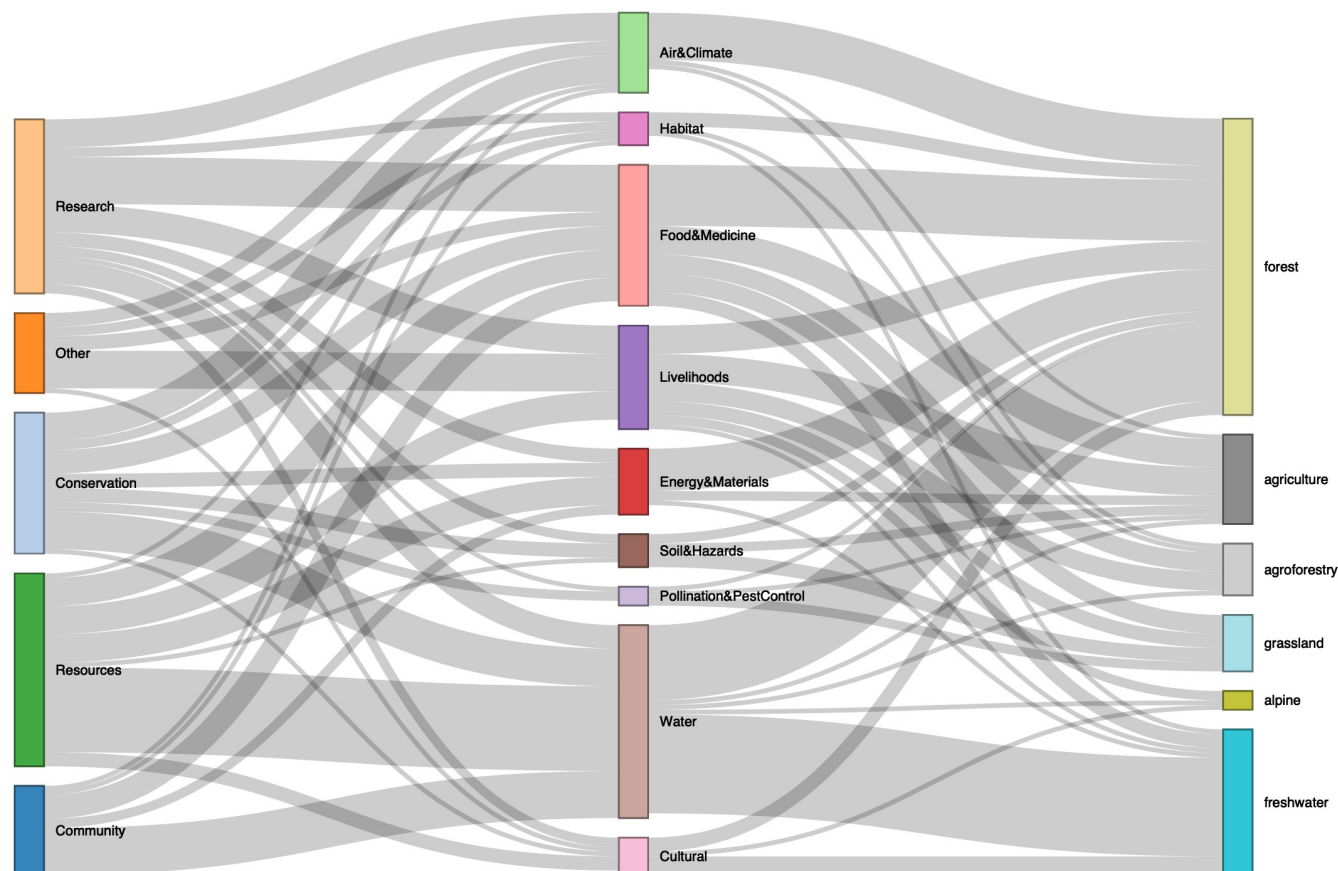 Research
Other
Conservation
Resources
Community
Air&Climate
Habitat
Food&Medicine
Livelihoods
Energy&Materials
Soil&Hazards
Pollination&PestControl
Water
Cultural
forest
agriculture
agroforestry
grassland
alpine
freshwater